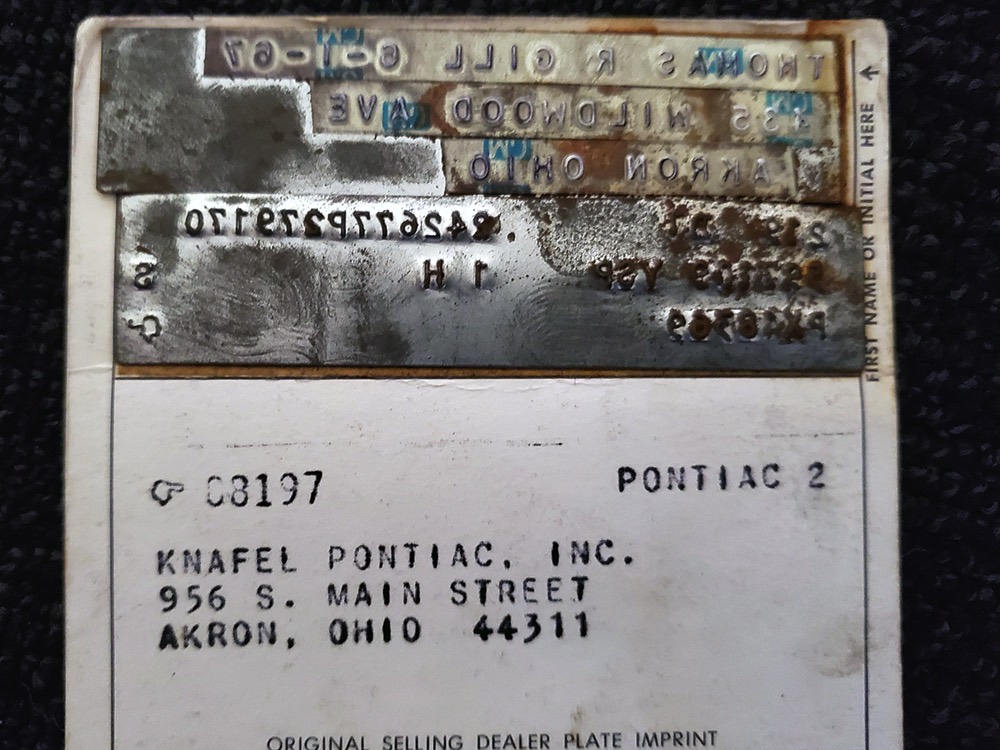 THOMAS R GILL 6-1-67
435 WILDWOOD AVE
AKRON OHIO
242677P279170
YSP 1 H
FIRST NAME OR INITIAL HERE
08197 PONTIAC 2
KNAFEL PONTIAC, INC.
956 S. MAIN STREET
AKRON, OHIO 44311
ORIGINAL SELLING DEALER PLATE IMPRINT